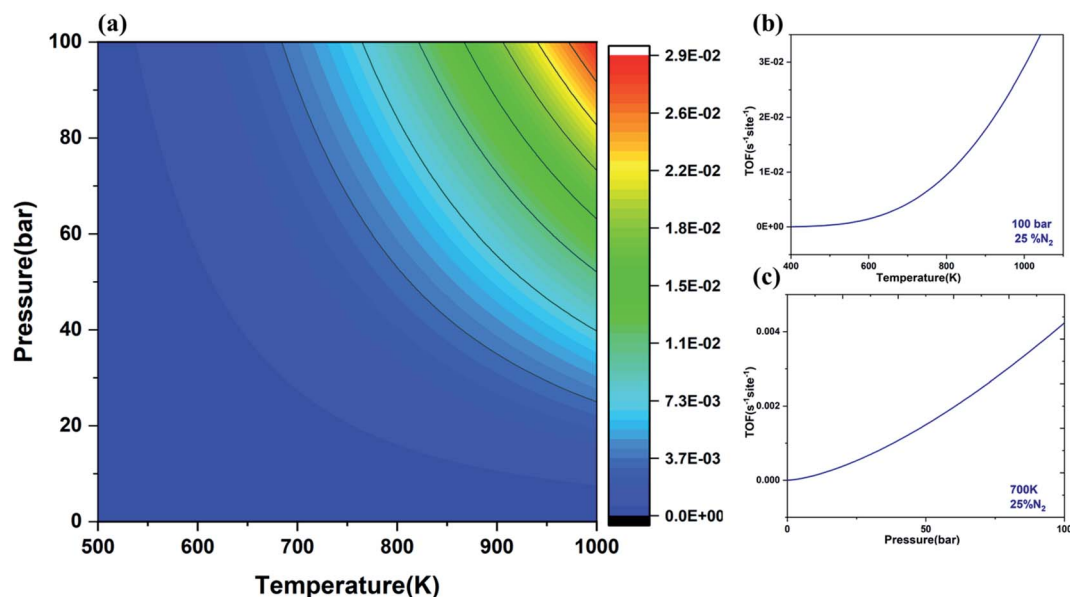 (a)
100
80
60
40
20
0
Pressure(bar)
500
600
700
800
900
1000
Temperature(K)
2.9E-02
2.6E-02
2.2E-02
1.8E-02
1.5E-02
1.1E-02
7.3E-03
3.7E-03
0.0E+00
(b)
3E-02
2E-02
1E-02
0E+00
TOF(s⁻¹site⁻¹)
100 bar
25 %N₂
400
600
800
1000
Temperature(K)
(c)
0.004
0.002
0.000
TOF(s⁻¹site⁻¹)
700K
25%N₂
0
50
100
Pressure(bar)